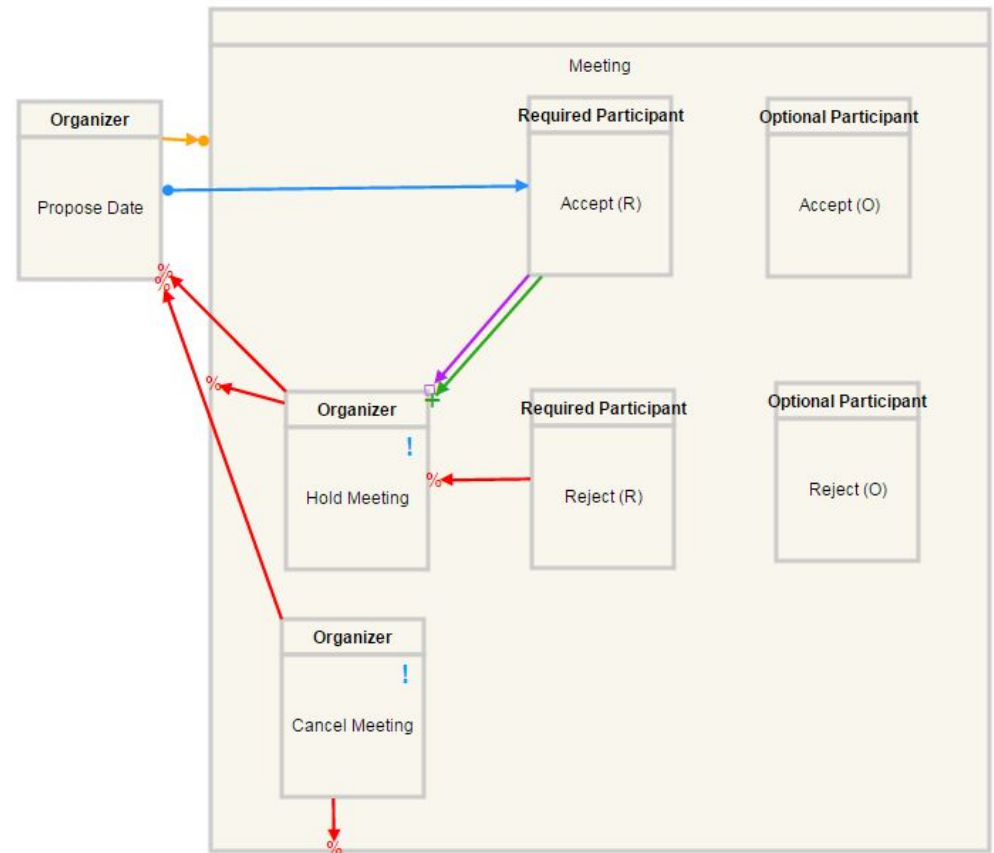 Meeting
Organizer
Propose Date
%
%
Required Participant
Accept (R)
Optional Participant
Accept (O)
%
Organizer
!
Hold Meeting
+
%
Required Participant
Reject (R)
Optional Participant
Reject (O)
Organizer
!
Cancel Meeting
%